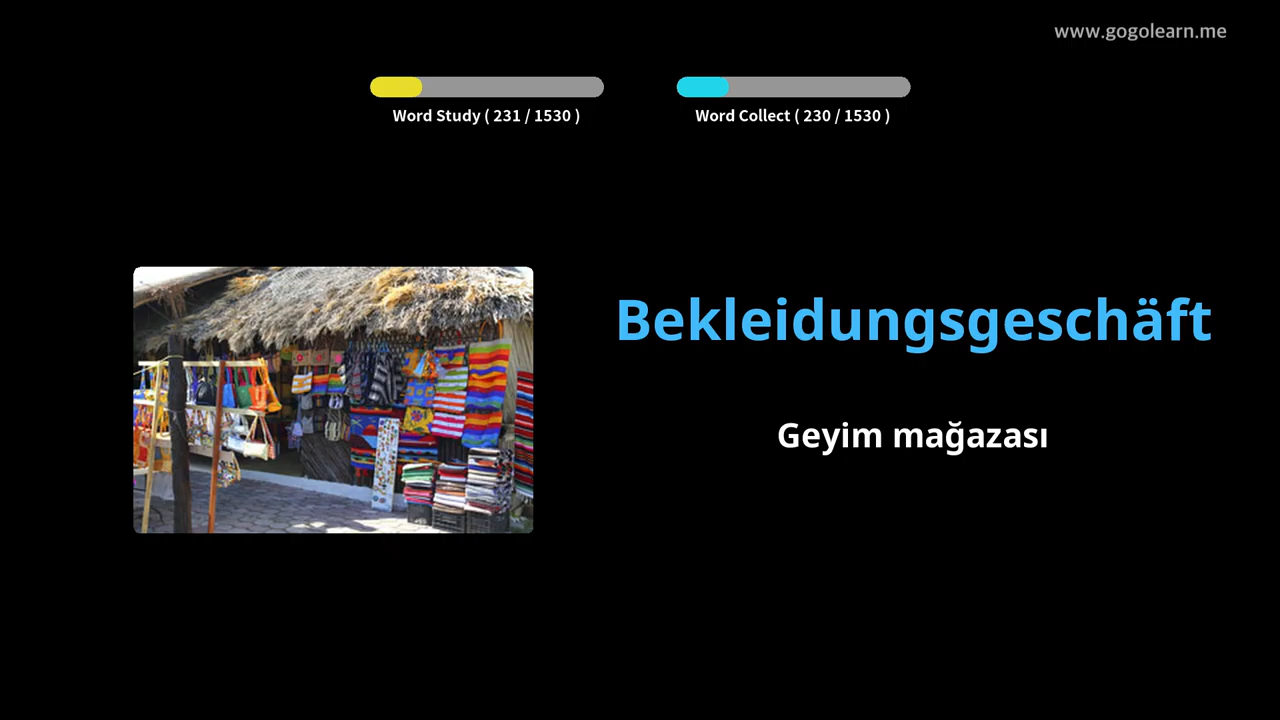 www.gogolearn.me
Word Study ( 231 / 1530 )
Word Collect ( 230 / 1530 )
Bekleidungsgeschäft
Geyim mağazası